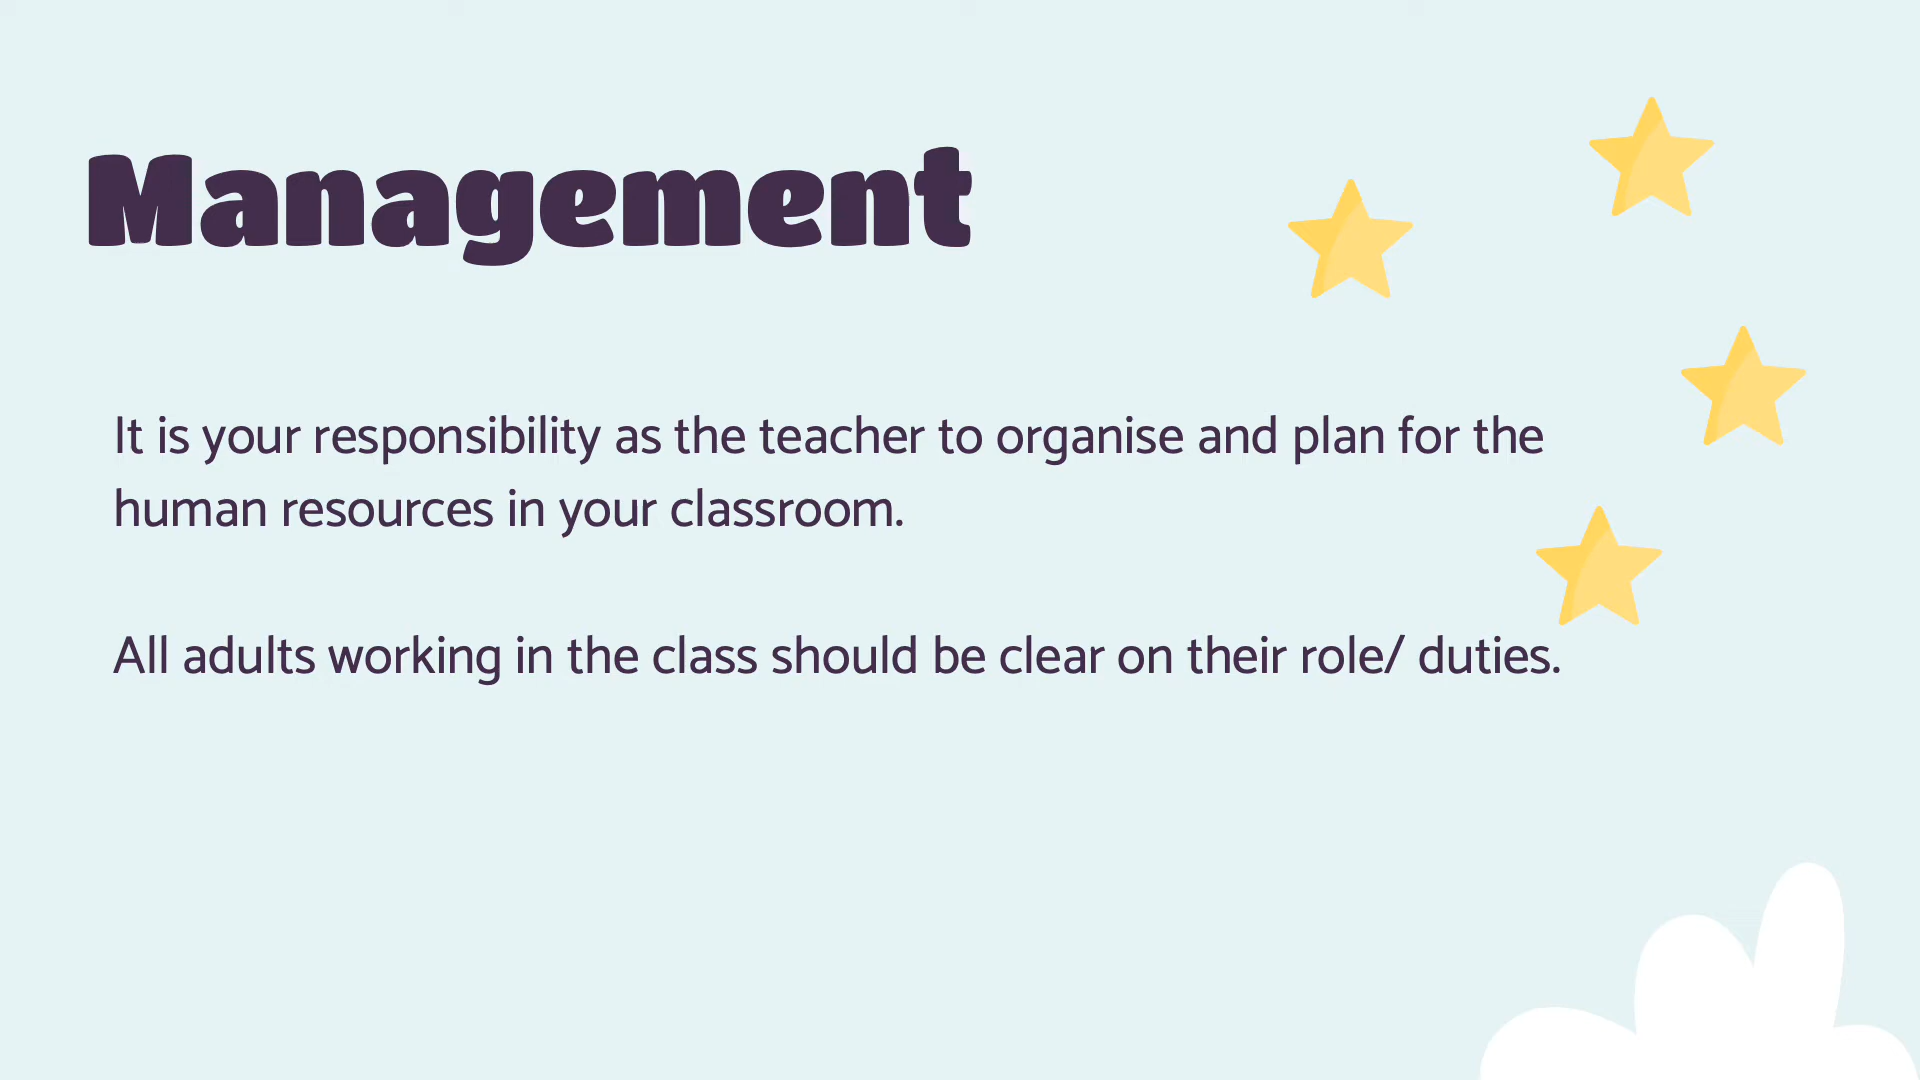 Management
It is your responsibility as the teacher to organise and plan for the
human resources in your classroom.
All adults working in the class should be clear on their role/ duties.